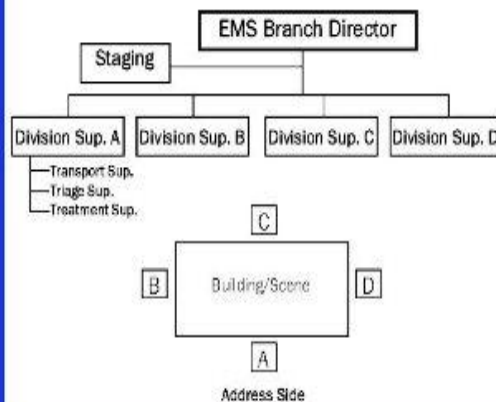 EMS Branch Director
Staging
Division Sup. A
Division Sup. B
Division Sup. C
Division Sup. D
Transport Sup.
Triage Sup.
Treatment Sup.
C
B
Building/Scene
D
A
Address Side